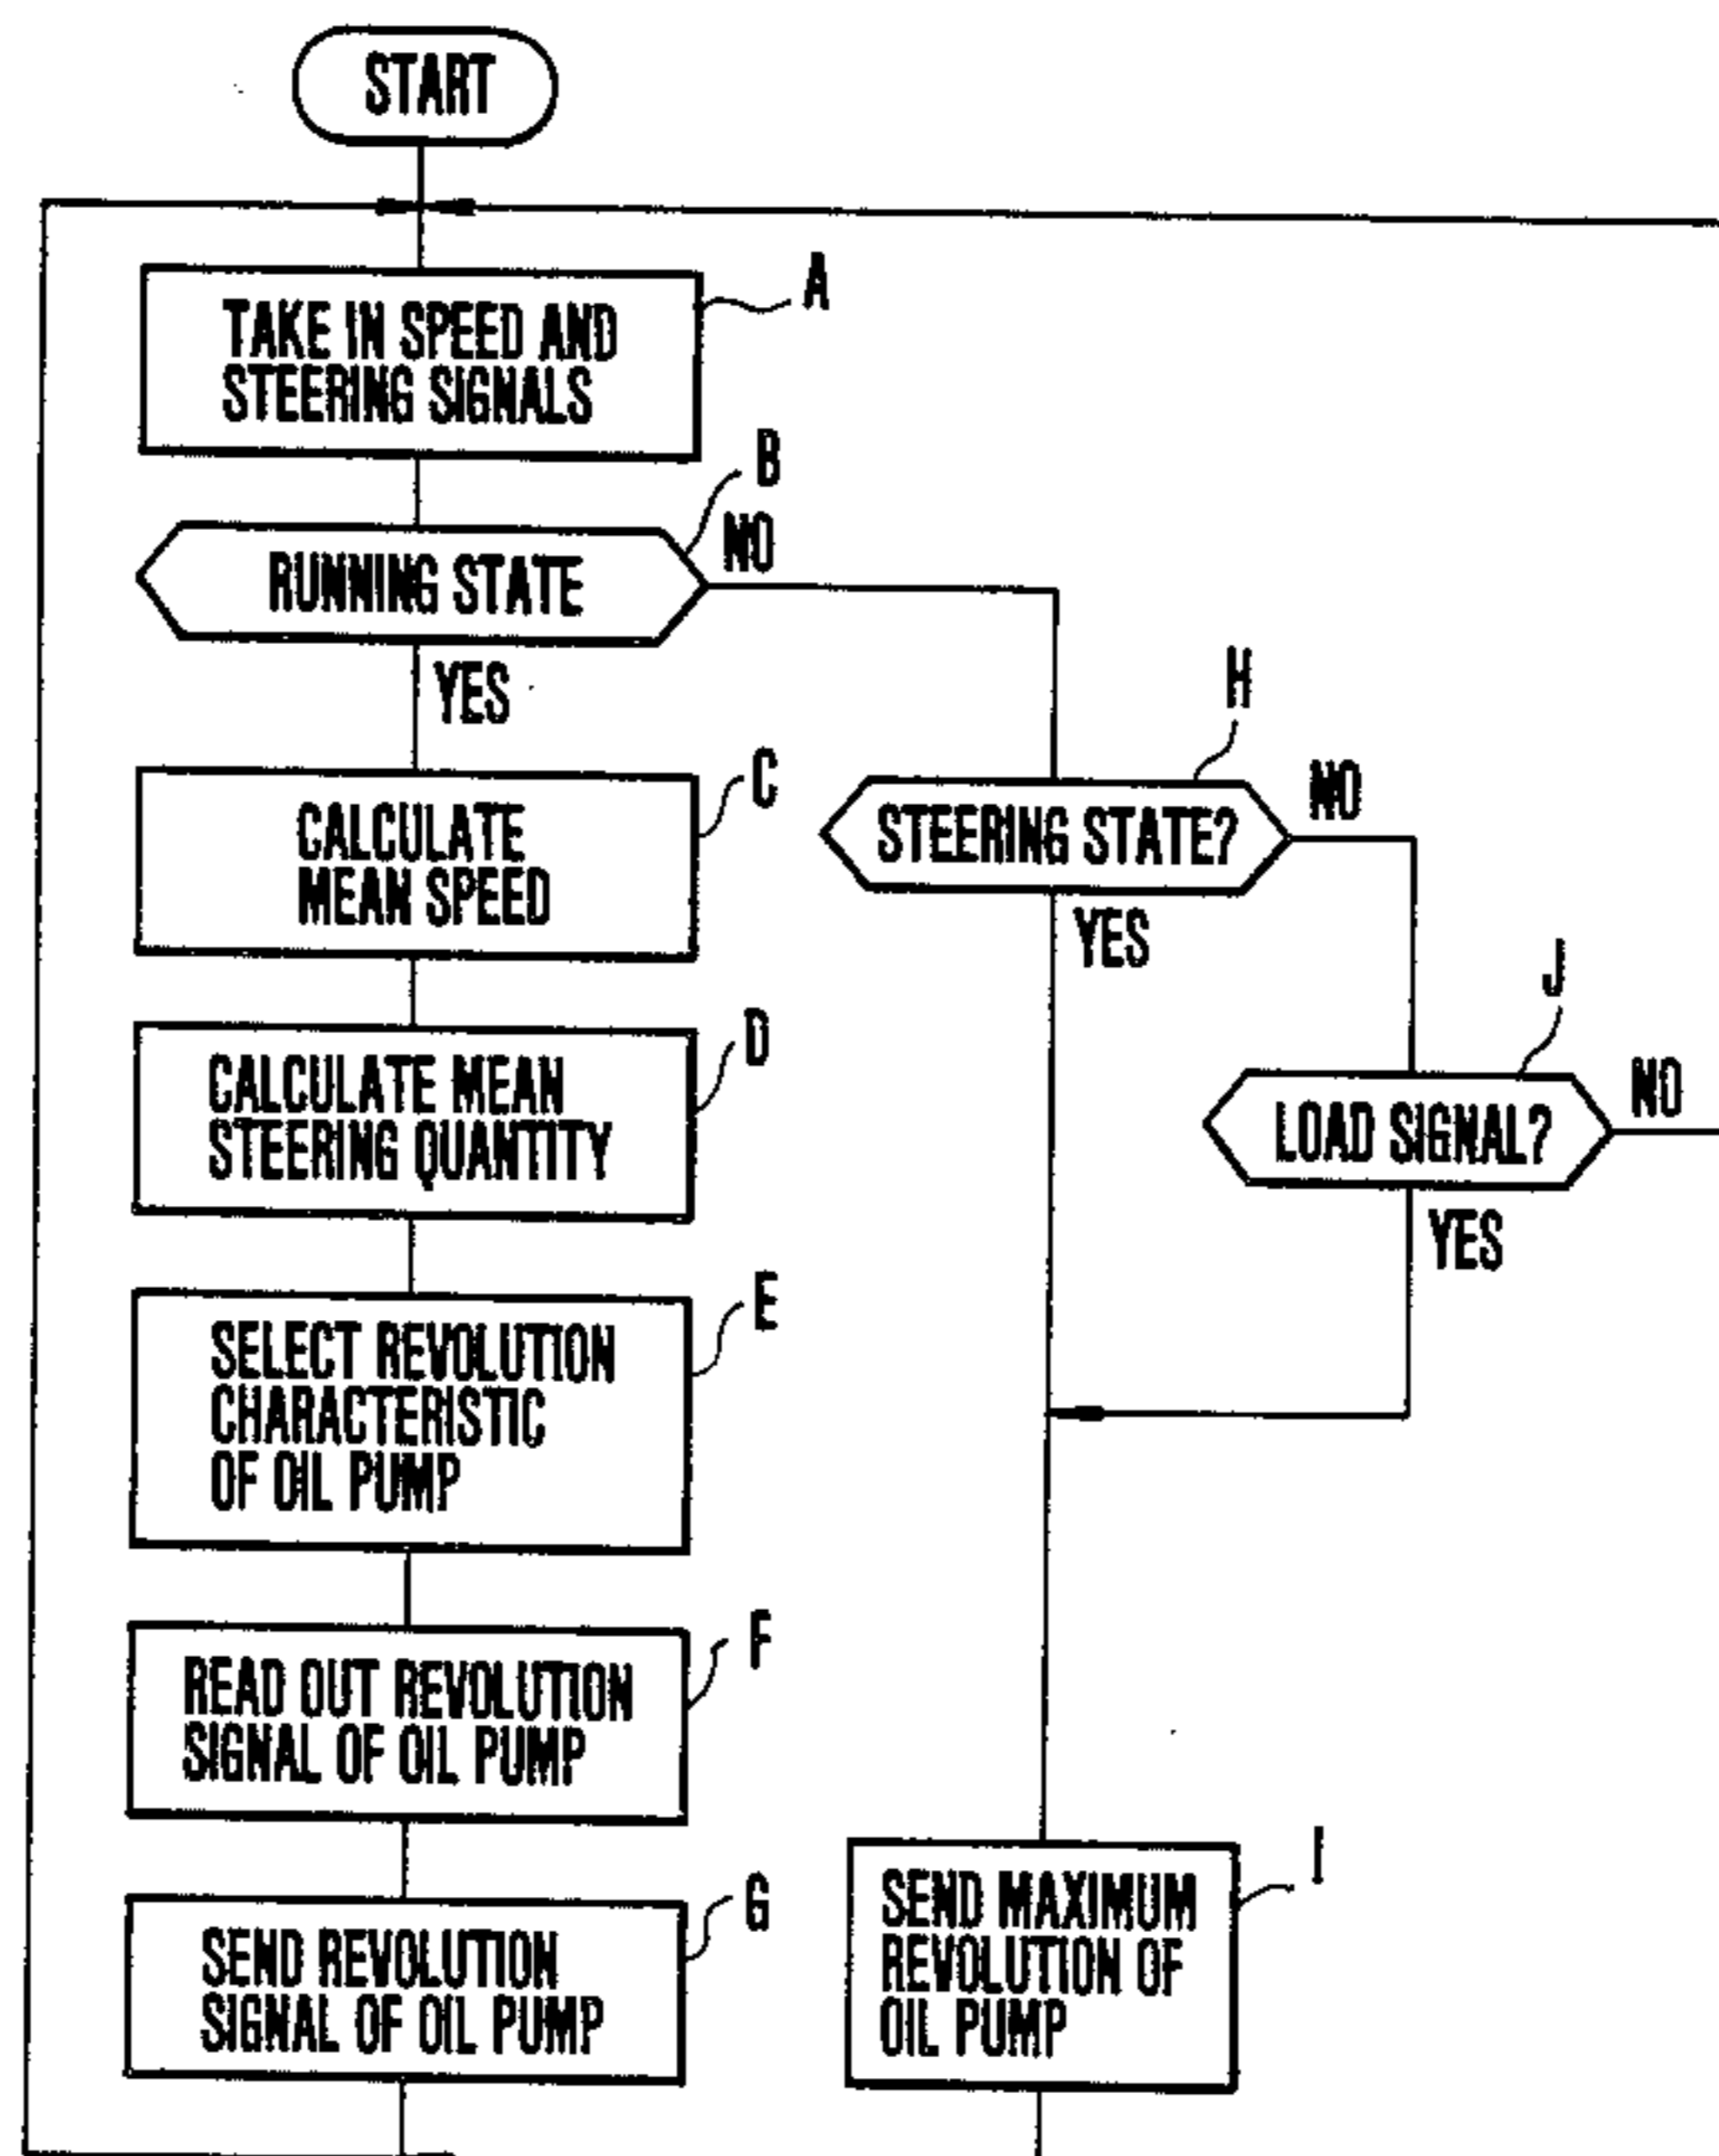 START
A
TAKE IN SPEED AND
STEERING SIGNALS
B
NO
RUNNING STATE
YES
C
CALCULATE
MEAN SPEED
H
STEERING STATE?
NO
YES
D
CALCULATE MEAN
STEERING QUANTITY
J
LOAD SIGNAL?
NO
YES
E
SELECT REVOLUTION
CHARACTERISTIC
OF OIL PUMP
F
READ OUT REVOLUTION
SIGNAL OF OIL PUMP
G
SEND REVOLUTION
SIGNAL OF OIL PUMP
I
SEND MAXIMUM
REVOLUTION OF
OIL PUMP